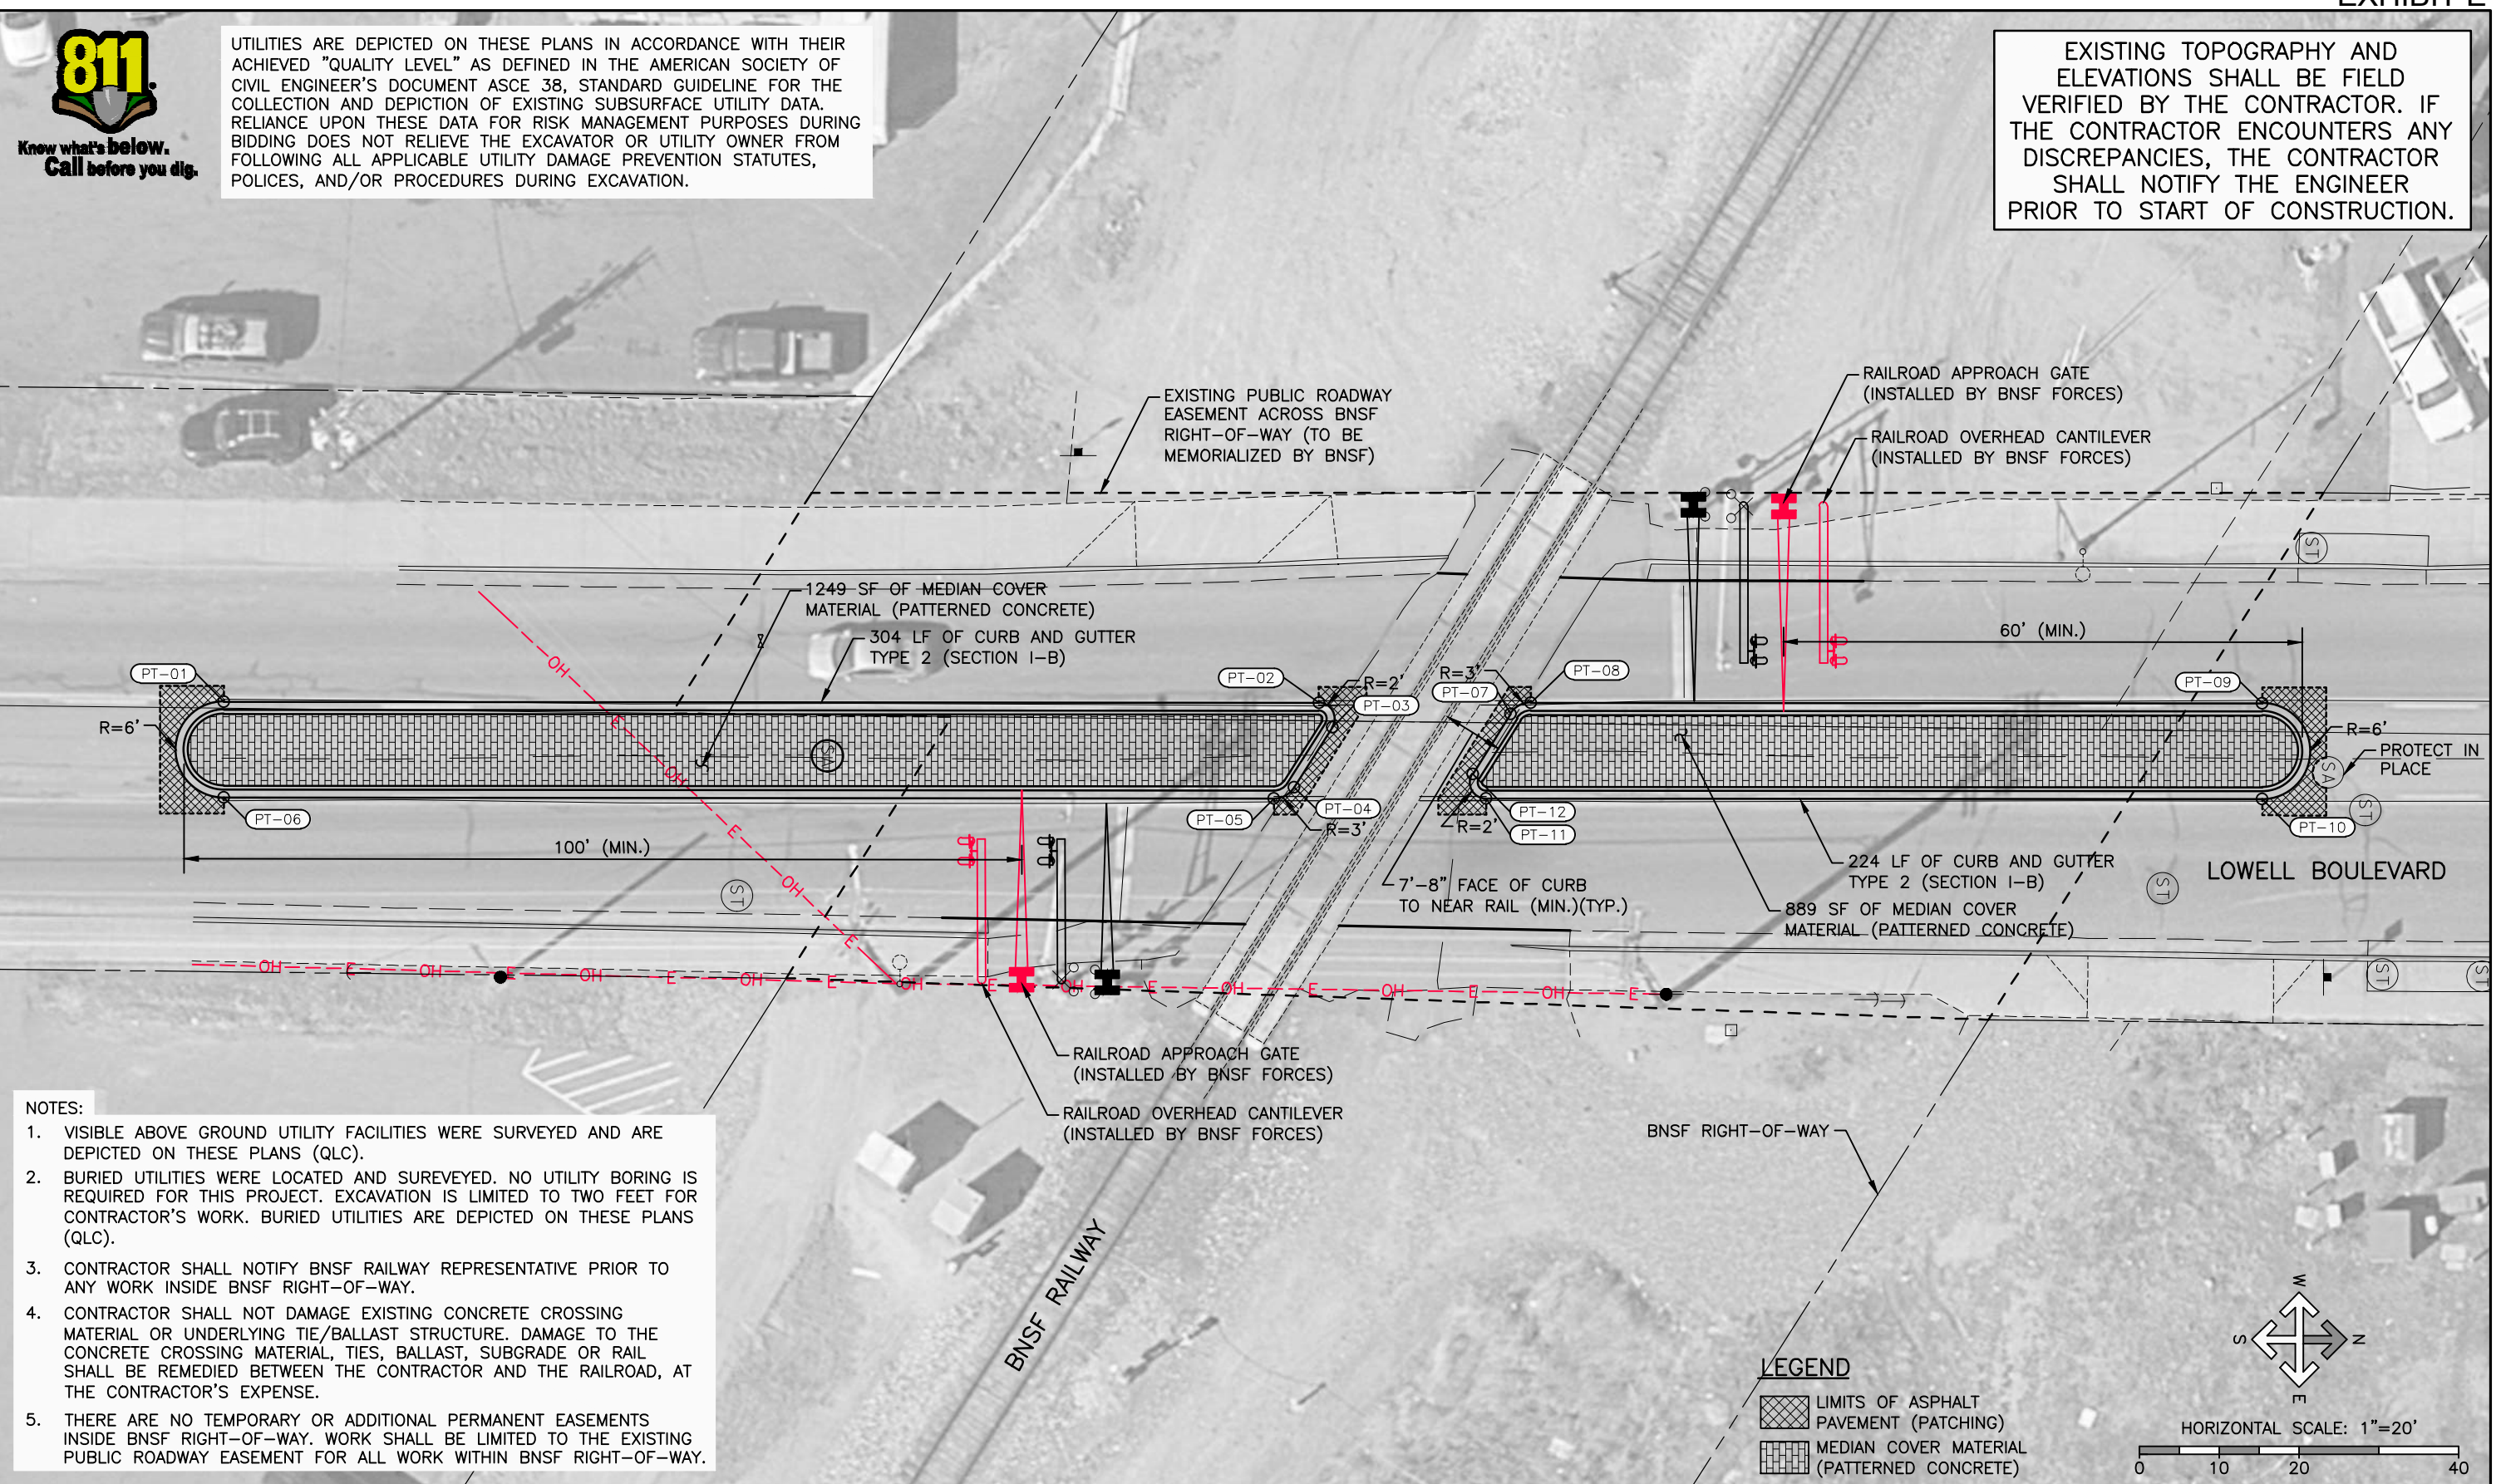 811
Know what's below.
Call before you dig.
UTILITIES ARE DEPICTED ON THESE PLANS IN ACCORDANCE WITH THEIR
ACHIEVED "QUALITY LEVEL" AS DEFINED IN THE AMERICAN SOCIETY OF
CIVIL ENGINEER'S DOCUMENT ASCE 38, STANDARD GUIDELINE FOR THE
COLLECTION AND DEPICTION OF EXISTING SUBSURFACE UTILITY DATA.
RELIANCE UPON THESE DATA FOR RISK MANAGEMENT PURPOSES DURING
BIDDING DOES NOT RELIEVE THE EXCAVATOR OR UTILITY OWNER FROM
FOLLOWING ALL APPLICABLE UTILITY DAMAGE PREVENTION STATUTES,
POLICES, AND/OR PROCEDURES DURING EXCAVATION.
EXISTING TOPOGRAPHY AND
ELEVATIONS SHALL BE FIELD
VERIFIED BY THE CONTRACTOR. IF
THE CONTRACTOR ENCOUNTERS ANY
DISCREPANCIES, THE CONTRACTOR
SHALL NOTIFY THE ENGINEER
PRIOR TO START OF CONSTRUCTION.
EXISTING PUBLIC ROADWAY
EASEMENT ACROSS BNSF
RIGHT-OF-WAY (TO BE
MEMORIALIZED BY BNSF)
RAILROAD APPROACH GATE
(INSTALLED BY BNSF FORCES)
RAILROAD OVERHEAD CANTILEVER
(INSTALLED BY BNSF FORCES)
ST
1249 SF OF MEDIAN COVER
MATERIAL (PATTERNED CONCRETE)
304 LF OF CURB AND GUTTER
TYPE 2 (SECTION I-B)
60' (MIN.)
PT-01
PT-02
R=2'
PT-03
R=3'
PT-07
PT-08
PT-09
R=6'
R=6'
PROTECT IN
PLACE
SA
SA
ST
PT-06
PT-05
PT-04
R=3'
R=2'
PT-12
PT-11
PT-10
100' (MIN.)
OH
E
OH
E
OH
E
ST
7'-8" FACE OF CURB
TO NEAR RAIL (MIN.)(TYP.)
224 LF OF CURB AND GUTTER
TYPE 2 (SECTION I-B)
889 SF OF MEDIAN COVER
MATERIAL (PATTERNED CONCRETE)
LOWELL BOULEVARD
ST
OH E OH E OH E OH E OH E OH E OH E OH E OH E
ST
ST
RAILROAD APPROACH GATE
(INSTALLED BY BNSF FORCES)
RAILROAD OVERHEAD CANTILEVER
(INSTALLED BY BNSF FORCES)
BNSF RIGHT-OF-WAY
BNSF RAILWAY
NOTES:
1. VISIBLE ABOVE GROUND UTILITY FACILITIES WERE SURVEYED AND ARE
DEPICTED ON THESE PLANS (QLC).
2. BURIED UTILITIES WERE LOCATED AND SUREVEYED. NO UTILITY BORING IS
REQUIRED FOR THIS PROJECT. EXCAVATION IS LIMITED TO TWO FEET FOR
CONTRACTOR'S WORK. BURIED UTILITIES ARE DEPICTED ON THESE PLANS
(QLC).
3. CONTRACTOR SHALL NOTIFY BNSF RAILWAY REPRESENTATIVE PRIOR TO
ANY WORK INSIDE BNSF RIGHT-OF-WAY.
4. CONTRACTOR SHALL NOT DAMAGE EXISTING CONCRETE CROSSING
MATERIAL OR UNDERLYING TIE/BALLAST STRUCTURE. DAMAGE TO THE
CONCRETE CROSSING MATERIAL, TIES, BALLAST, SUBGRADE OR RAIL
SHALL BE REMEDIED BETWEEN THE CONTRACTOR AND THE RAILROAD, AT
THE CONTRACTOR'S EXPENSE.
5. THERE ARE NO TEMPORARY OR ADDITIONAL PERMANENT EASEMENTS
INSIDE BNSF RIGHT-OF-WAY. WORK SHALL BE LIMITED TO THE EXISTING
PUBLIC ROADWAY EASEMENT FOR ALL WORK WITHIN BNSF RIGHT-OF-WAY.
LEGEND
LIMITS OF ASPHALT
PAVEMENT (PATCHING)
MEDIAN COVER MATERIAL
(PATTERNED CONCRETE)
W
S
N
E
HORIZONTAL SCALE: 1"=20'
0 10 20 40